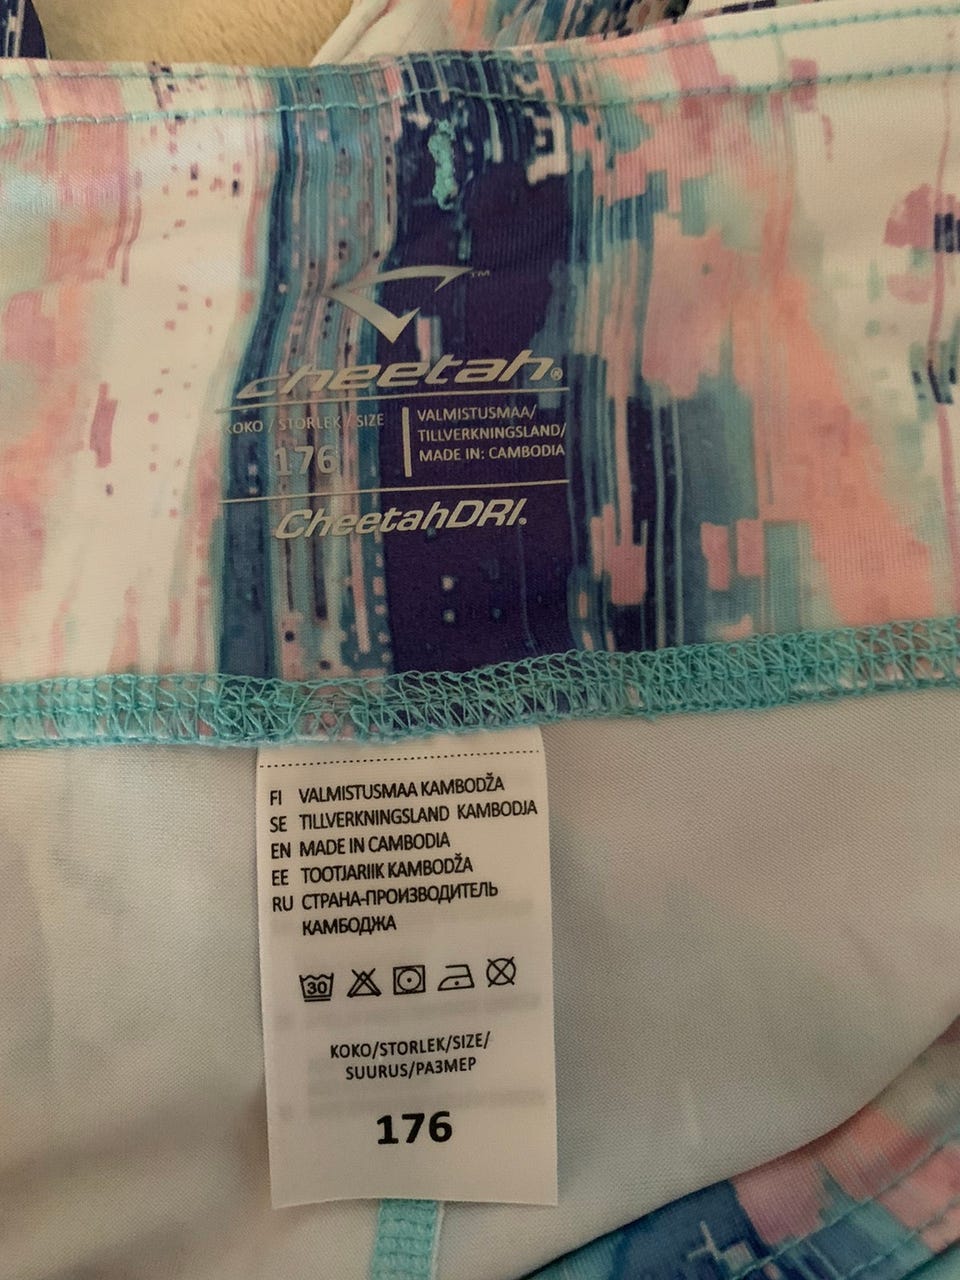 ™
cheetah®
KOKO / STORLEK / SIZE
176
VALMISTUSMAA/
TILLVERKNINGSLAND/
MADE IN: CAMBODIA
CheetahDRI.
FI VALMISTUSMAA KAMBODŽA
SE TILLVERKNINGSLAND KAMBODJA
EN MADE IN CAMBODIA
EE TOOTJARIIK KAMBODŽA
RU СТРАНА-ПРОИЗВОДИТЕЛЬ
КАМБОДЖА
30
KOKO/STORLEK/SIZE/
SUURUS/РАЗМЕР
176